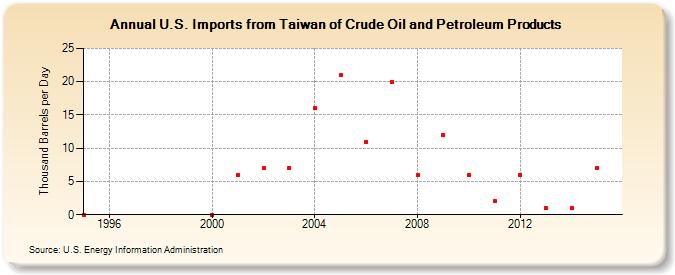 Annual U.S. Imports from Taiwan of Crude Oil and Petroleum Products
Thousand Barrels per Day
25
20
15
10
5
0
1996 2000 2004 2008 2012
Source: U.S. Energy Information Administration